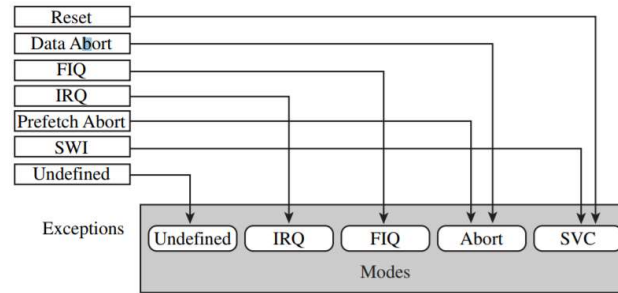 Reset
Data Abort
FIQ
IRQ
Prefetch Abort
SWI
Undefined
Exceptions
Undefined IRQ FIQ Abort SVC
Modes